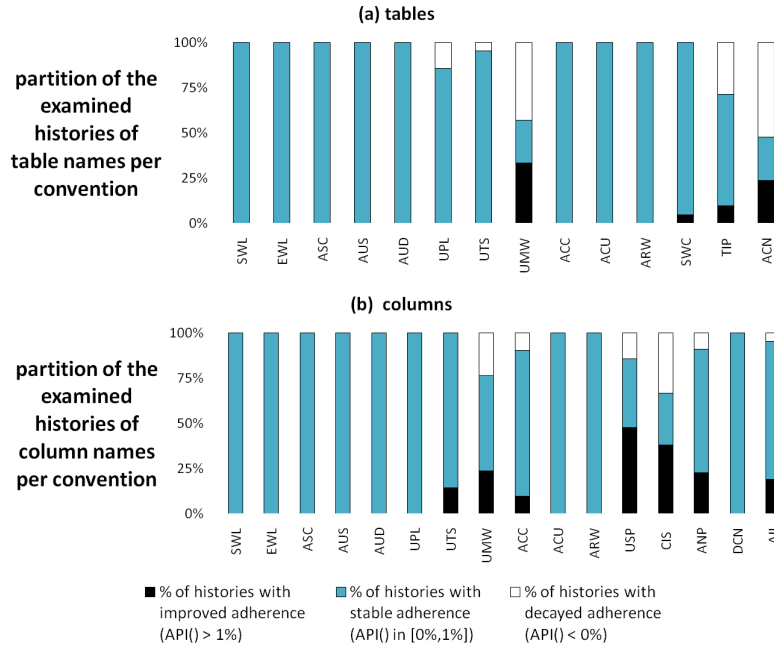 (a) tables
partition of the
examined
histories of
table names per
convention
100%
75%
50%
25%
0%
SWL
EWL
ASC
AUS
AUD
UPL
UTS
UMW
ACC
ACU
ARW
SWC
TIP
ACN
(b) columns
partition of the
examined
histories of
column names
per convention
100%
75%
50%
25%
0%
SWL
EWL
ASC
AUS
AUD
UPL
UTS
UMW
ACC
ACU
ARW
USP
CIS
ANP
DCN
% of histories with
improved adherence
(API() > 1%)
% of histories with
stable adherence
(API() in [0%,1%])
% of histories with
decayed adherence
(API() < 0%)